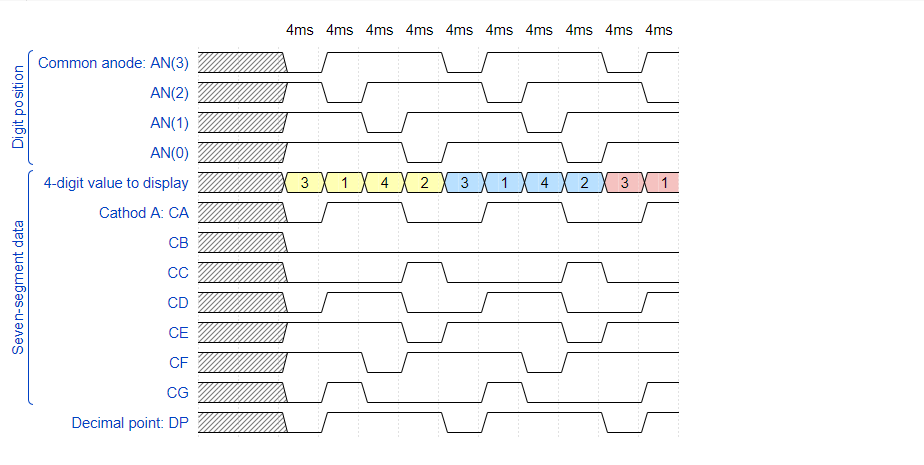 4ms 4ms 4ms 4ms 4ms 4ms 4ms 4ms 4ms 4ms
Digit position
Common anode: AN(3)
AN(2)
AN(1)
AN(0)
Seven-segment data
4-digit value to display 3 1 4 2 3 1 4 2 3 1
Cathod A: CA
CB
CC
CD
CE
CF
CG
Decimal point: DP